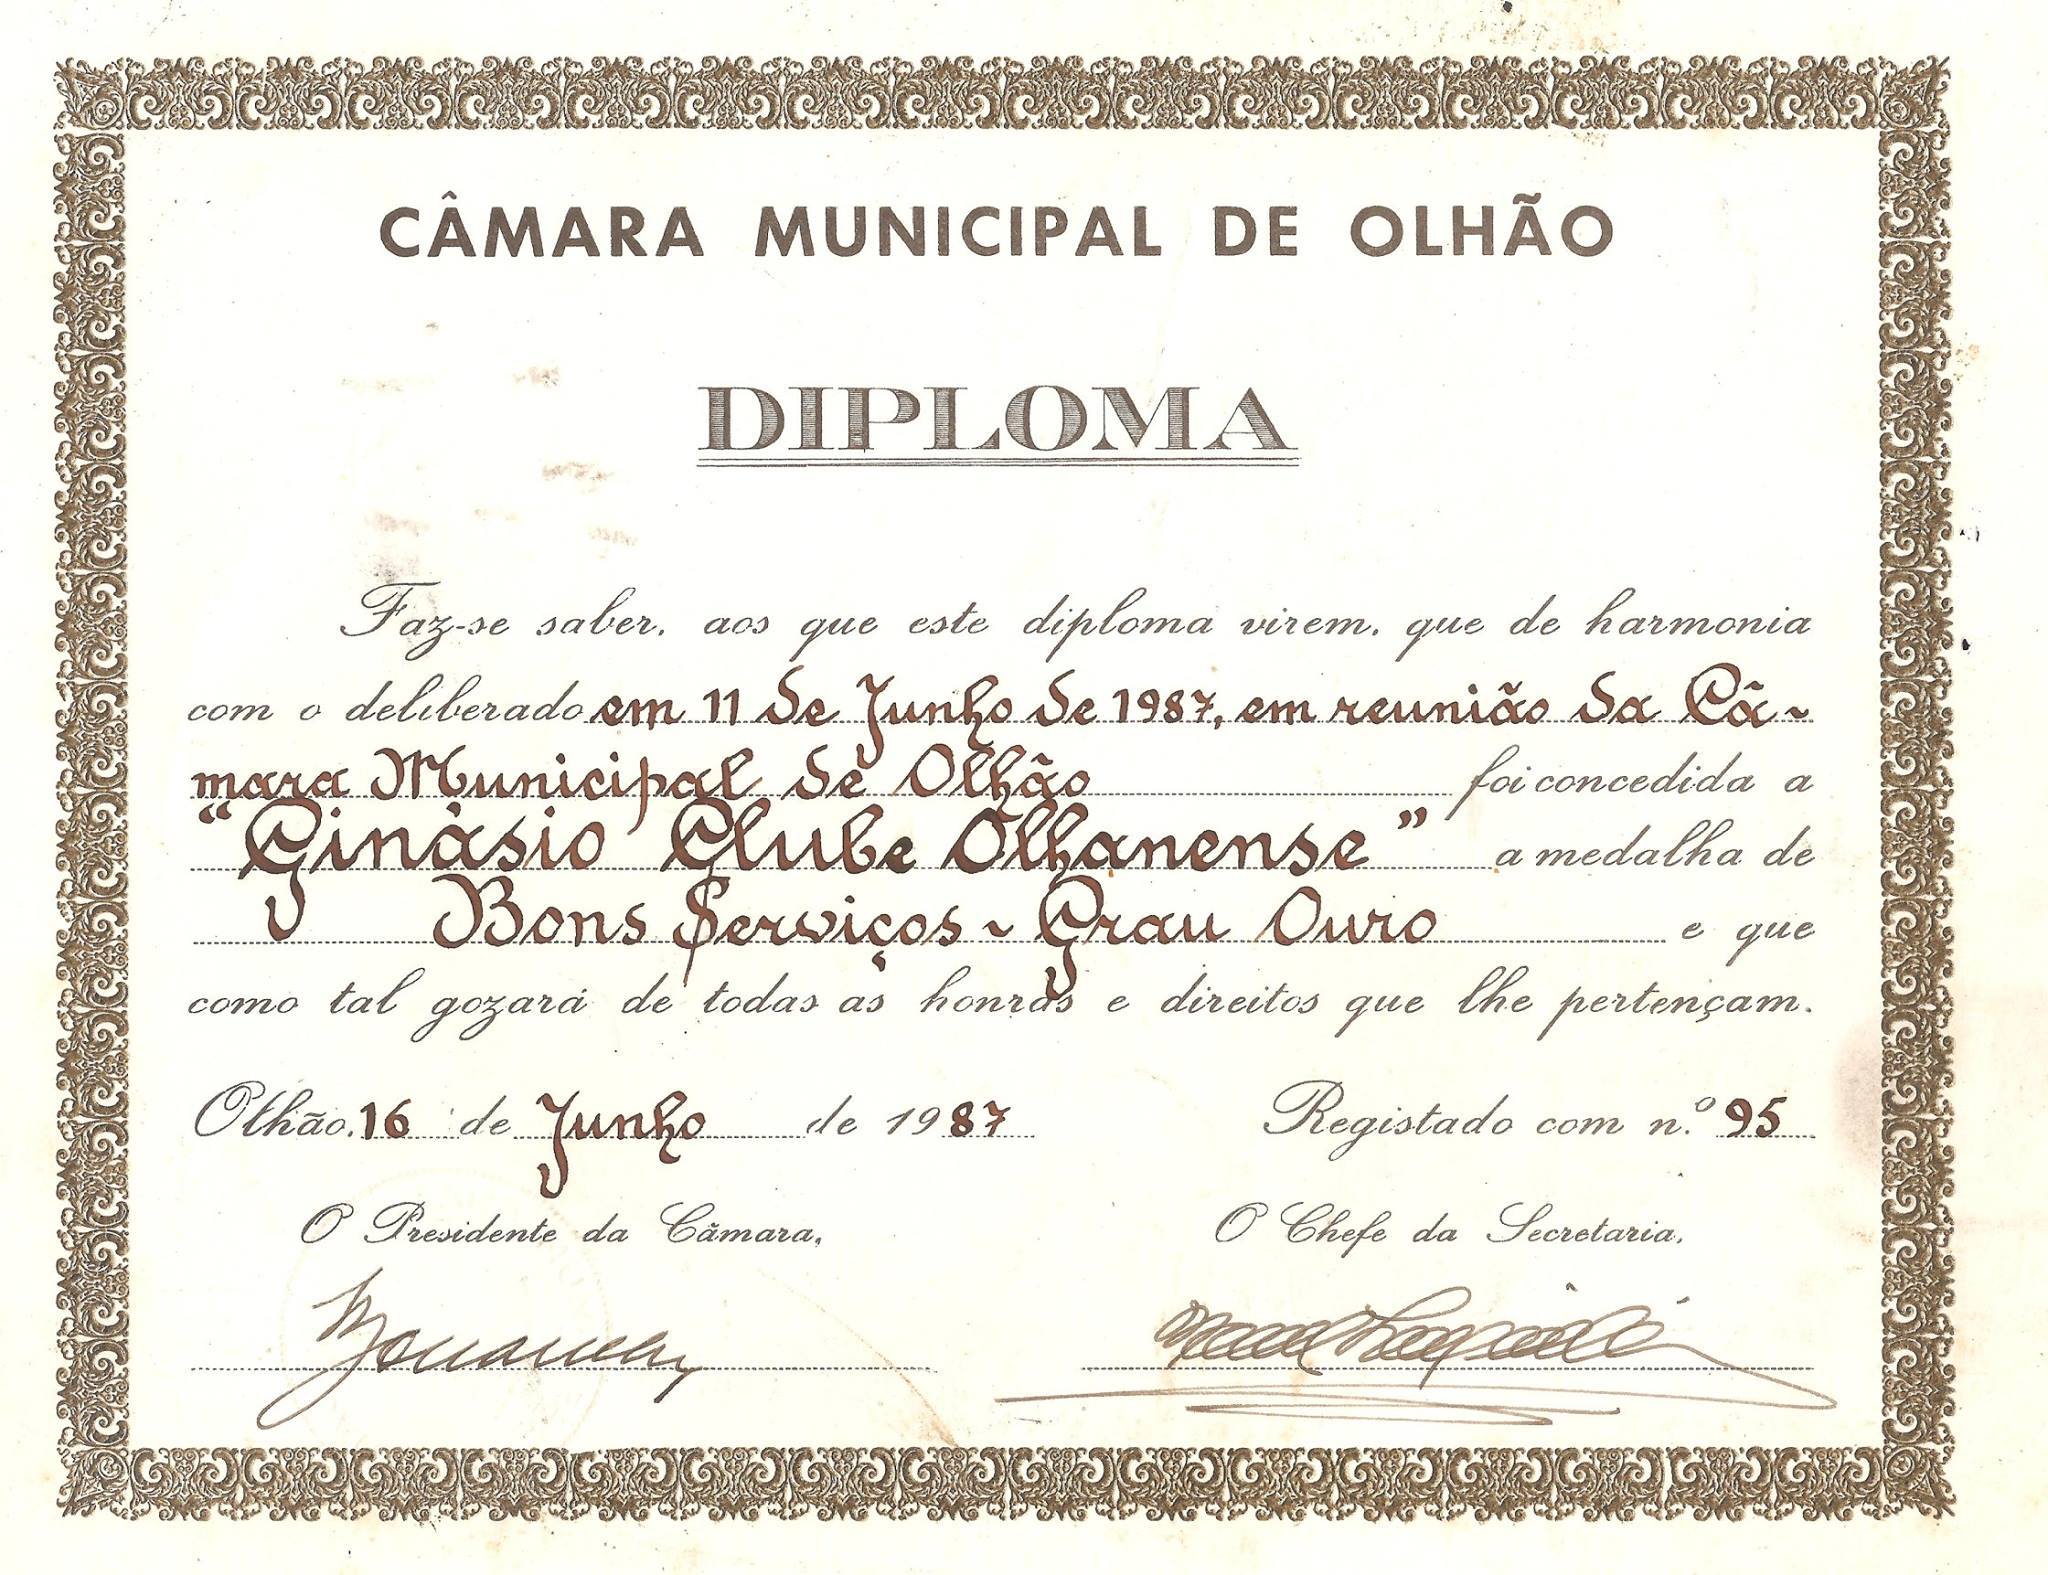 CÂMARA MUNICIPAL DE OLHÃO
DIPLOMA
Faz-se saber, aos que este diploma virem, que de harmonia
com o deliberado em 11 de Junho de 1987, em reunião da Câ-
mara Municipal de Olhão foi concedida a
"Ginásio Clube Olhanense" a medalha de
Bons Serviços - Grau Ouro e que
como tal gozará de todas as honras e direitos que lhe pertençam.
Olhão, 16 de Junho de 1987 Registado com n.º 95
O Presidente da Câmara, O Chefe da Secretaria,